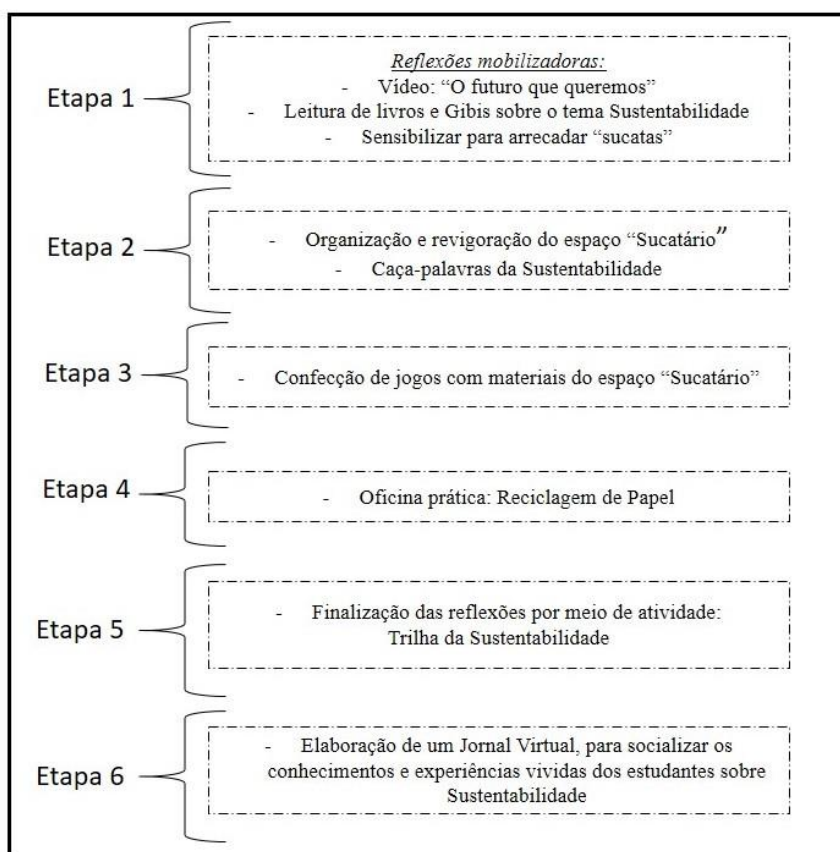 Etapa 1
Reflexões mobilizadoras:
- Vídeo: “O futuro que queremos”
- Leitura de livros e Gibis sobre o tema Sustentabilidade
- Sensibilizar para arrecadar “sucatas”
Etapa 2
- Organização e revigoração do espaço “Sucatário”
- Caça-palavras da Sustentabilidade
Etapa 3
- Confecção de jogos com materiais do espaço “Sucatário”
Etapa 4
- Oficina prática: Reciclagem de Papel
Etapa 5
- Finalização das reflexões por meio de atividade:
Trilha da Sustentabilidade
Etapa 6
- Elaboração de um Jornal Virtual, para socializar os
conhecimentos e experiências vividas dos estudantes sobre
Sustentabilidade